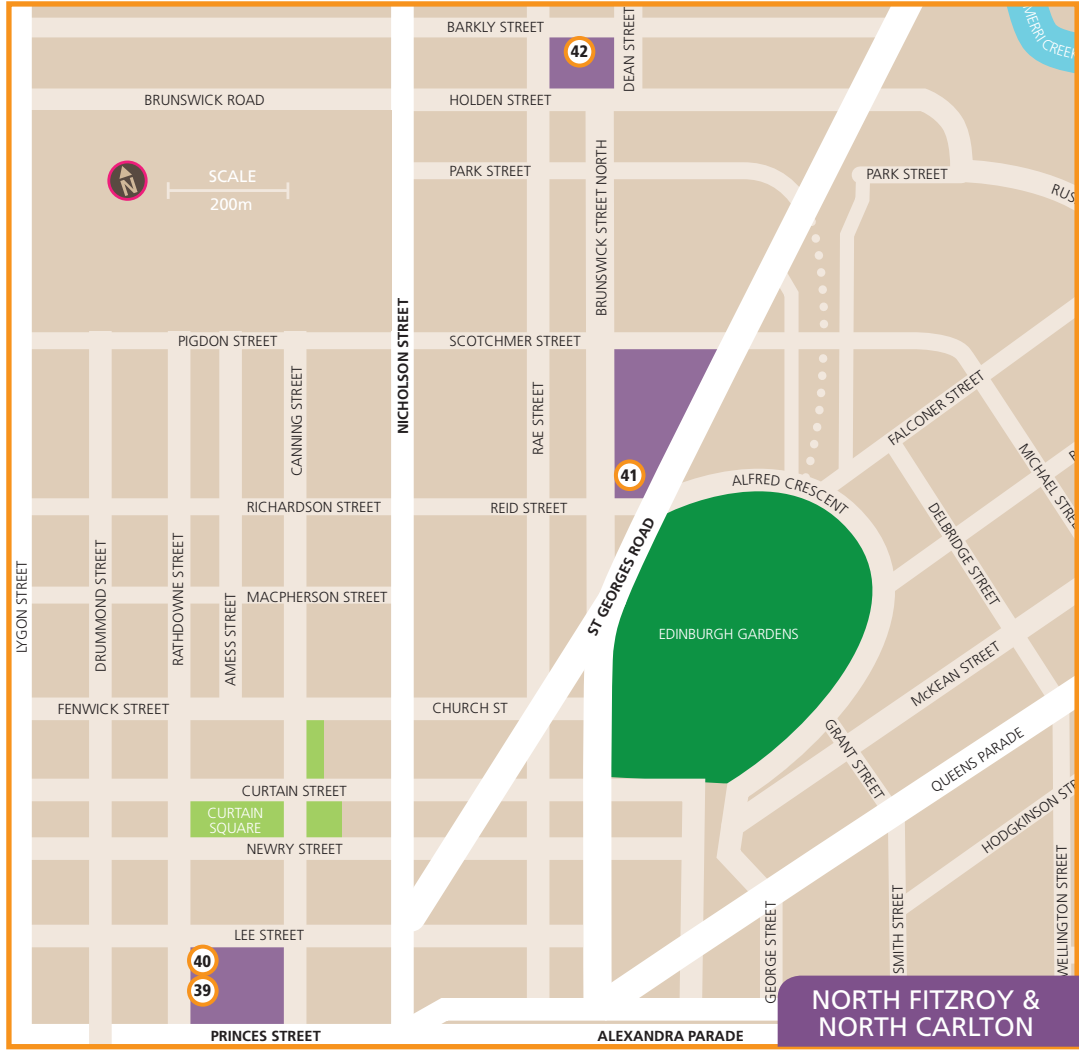 BARKLY STREET
DEAN STREET
MERRI CREEK
42
BRUNSWICK ROAD
HOLDEN STREET
PARK STREET
PARK STREET
RUS
N
SCALE
200m
BRUNSWICK STREET NORTH
NICHOLSON STREET
PIGDON STREET
SCOTCHMER STREET
CANNING STREET
RAE STREET
FALCONER STREET
MICHAEL STREE
R
41
ALFRED CRESCENT
RICHARDSON STREET
REID STREET
DELBRIDGE STREET
ST GEORGES ROAD
LYGON STREET
DRUMMOND STREET
RATHDOWNE STREET
AMESS STREET
MACPHERSON STREET
EDINBURGH GARDENS
McKEAN STREET
FENWICK STREET
CHURCH ST
GRANT STREET
QUEENS PARADE
CURTAIN STREET
CURTAIN
SQUARE
NEWRY STREET
HODGKINSON STR
WELLINGTON STREET
SMITH STREET
GEORGE STREET
LEE STREET
40
39
PRINCES STREET
ALEXANDRA PARADE
NORTH FITZROY &
NORTH CARLTON